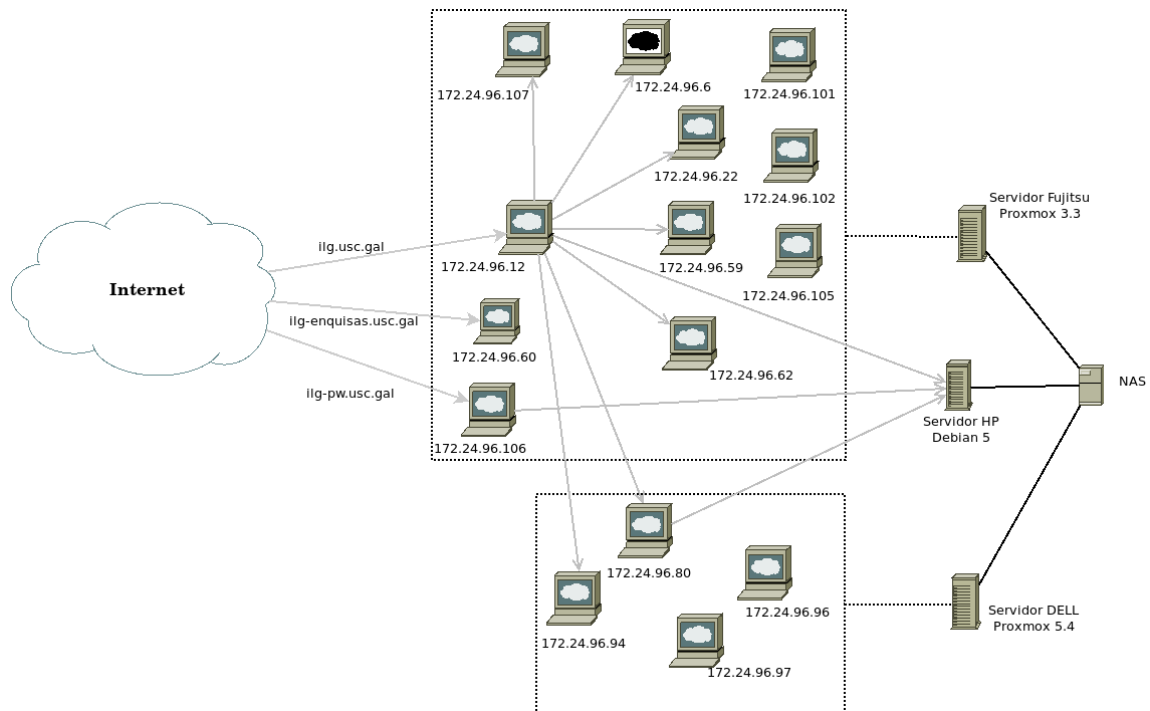 172.24.96.107
172.24.96.6
172.24.96.101
172.24.96.22
172.24.96.102
Servidor Fujitsu
Proxmox 3.3
ilg.usc.gal
172.24.96.12
172.24.96.59
172.24.96.105
Internet
ilg-enquisas.usc.gal
172.24.96.60
172.24.96.62
NAS
ilg-pw.usc.gal
172.24.96.106
Servidor HP
Debian 5
172.24.96.80
172.24.96.96
Servidor DELL
Proxmox 5.4
172.24.96.94
172.24.96.97